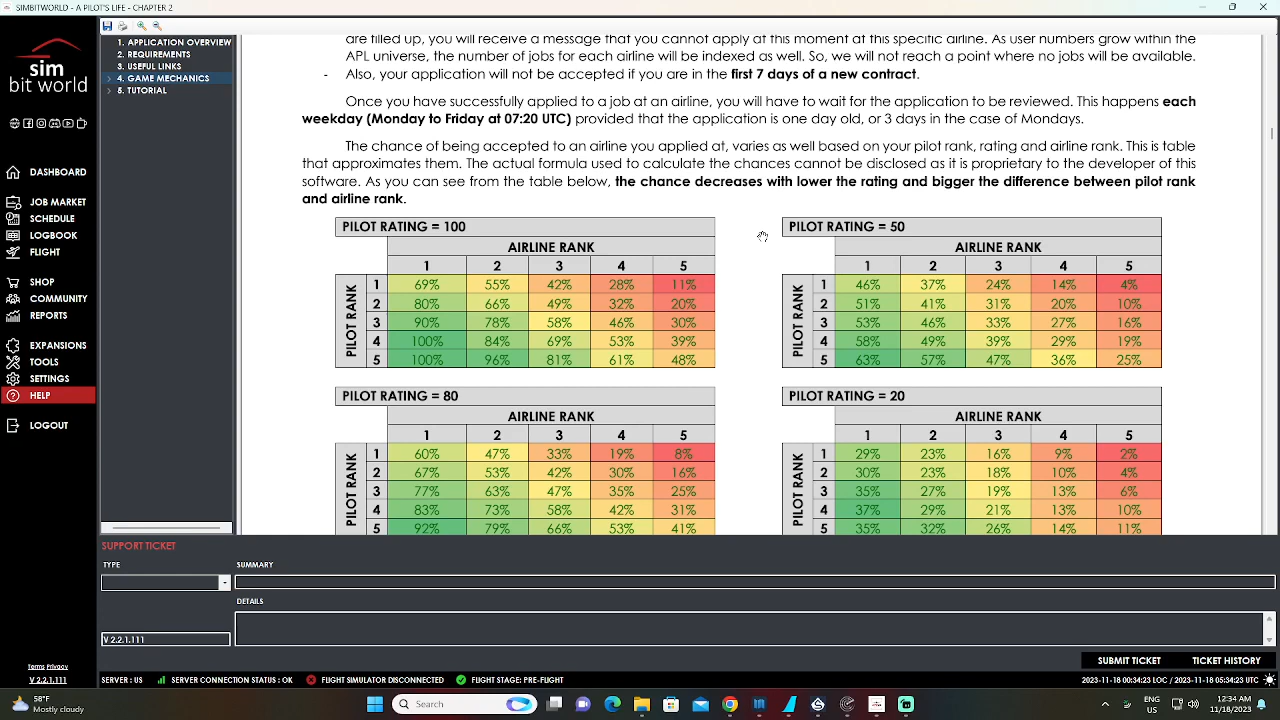 SIMBITWORLD - A PILOT'S LIFE - CHAPTER 2
sim
bit world
DASHBOARD
JOB MARKET
SCHEDULE
LOGBOOK
FLIGHT
SHOP
COMMUNITY
REPORTS
EXPANSIONS
TOOLS
SETTINGS
HELP
LOGOUT
Terms Privacy
V 2.2.1.111
1. APPLICATION OVERVIEW
2. REQUIREMENTS
3. USEFUL LINKS
4. GAME MECHANICS
5. TUTORIAL
are filled up, you will receive a message that you cannot apply at this moment at this specific airline. As user numbers grow within the
APL universe, the number of jobs for each airline will be indexed as well. So, we will not reach a point where no jobs will be available.
- Also, your application will not be accepted if you are in the first 7 days of a new contract.
Once you have successfully applied to a job at an airline, you will have to wait for the application to be reviewed. This happens each
weekday (Monday to Friday at 07:20 UTC) provided that the application is one day old, or 3 days in the case of Mondays.
The chance of being accepted to an airline you applied at, varies as well based on your pilot rank, rating and airline rank. This is table
that approximates them. The actual formula used to calculate the chances cannot be disclosed as it is proprietary to the developer of this
software. As you can see from the table below, the chance decreases with lower the rating and bigger the difference between pilot rank
and airline rank.
PILOT RATING = 100
AIRLINE RANK
1 2 3 4 5
PILOT RANK
1 69% 55% 42% 28% 11%
2 80% 66% 49% 32% 20%
3 90% 78% 58% 46% 30%
4 100% 84% 69% 53% 39%
5 100% 96% 81% 61% 48%
PILOT RATING = 50
AIRLINE RANK
1 2 3 4 5
PILOT RANK
1 46% 37% 24% 14% 4%
2 51% 41% 31% 20% 10%
3 53% 46% 33% 27% 16%
4 58% 49% 39% 29% 19%
5 63% 57% 47% 36% 25%
PILOT RATING = 80
AIRLINE RANK
1 2 3 4 5
PILOT RANK
1 60% 47% 33% 19% 8%
2 67% 53% 42% 30% 16%
3 77% 63% 47% 35% 25%
4 83% 73% 58% 42% 31%
5 92% 79% 66% 53% 41%
PILOT RATING = 20
AIRLINE RANK
1 2 3 4 5
PILOT RANK
1 29% 23% 16% 9% 2%
2 30% 23% 18% 10% 4%
3 35% 27% 19% 13% 6%
4 37% 29% 21% 13% 10%
5 35% 32% 26% 14% 11%
SUPPORT TICKET
TYPE
SUMMARY
DETAILS
V 2.2.1.111
SUBMIT TICKET TICKET HISTORY
SERVER : US SERVER CONNECTION STATUS : OK FLIGHT SIMULATOR DISCONNECTED FLIGHT STAGE: PRE-FLIGHT 2023-11-18 00:34:23 LCR / 2023-11-18 05:34:23 UTC
58°F
Mostly cloudy
Search
ENG
US
12:34 AM
11/18/2023